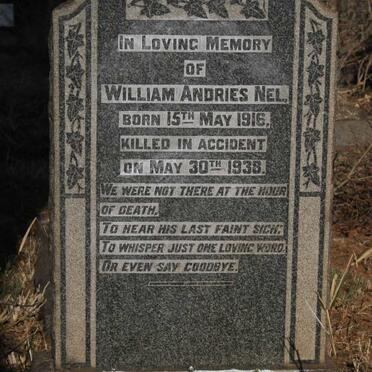 In Loving Memory
OF
William Andries Nel,
BORN 15TH MAY 1916,
KILLED IN ACCIDENT
ON MAY 30TH 1938.
We were not there at the hour
of death,
To hear his last faint sigh;
To whisper just one loving word,
Or even say goodbye.